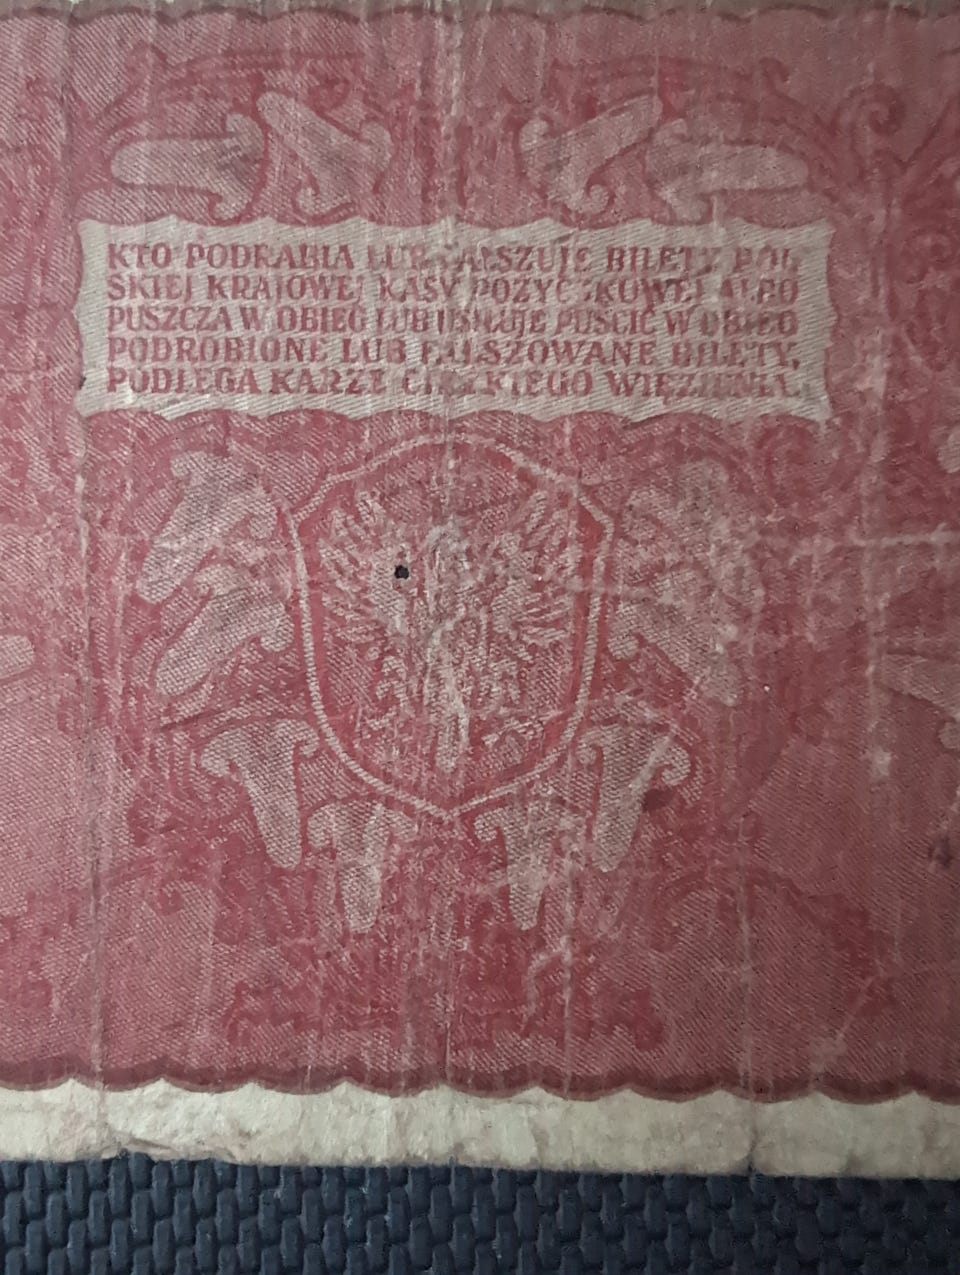 KTO PODRABIA LUB FAŁSZUJE BILETY POL-
SKIEJ KRAJOWEJ KASY POŻYCZKOWEJ ALBO
PUSZCZA W OBIEG LUB USIŁUJE PUŚCIĆ W OBIEG
PODROBIONE LUB FAŁSZOWANE BILETY,
PODLEGA KARZE CIĘŻKIEGO WIĘZIENIA.